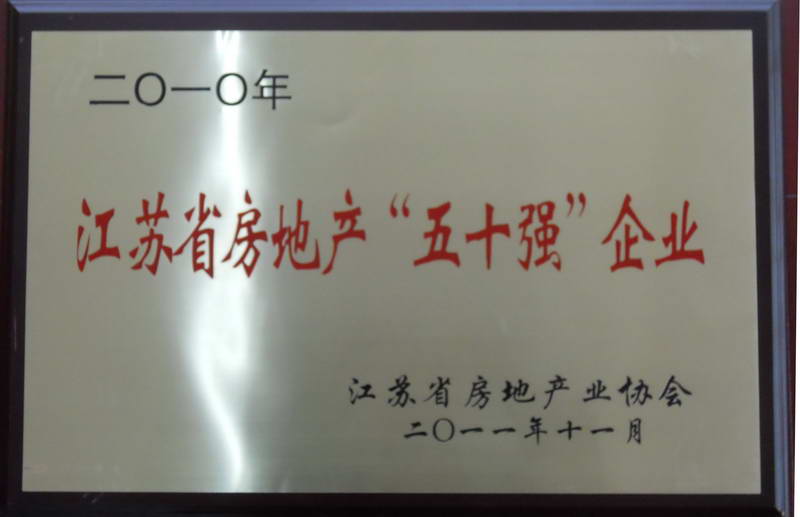 二〇一〇年
江苏省房地产“五十强”企业
江苏省房地产业协会
二〇一一年十一月